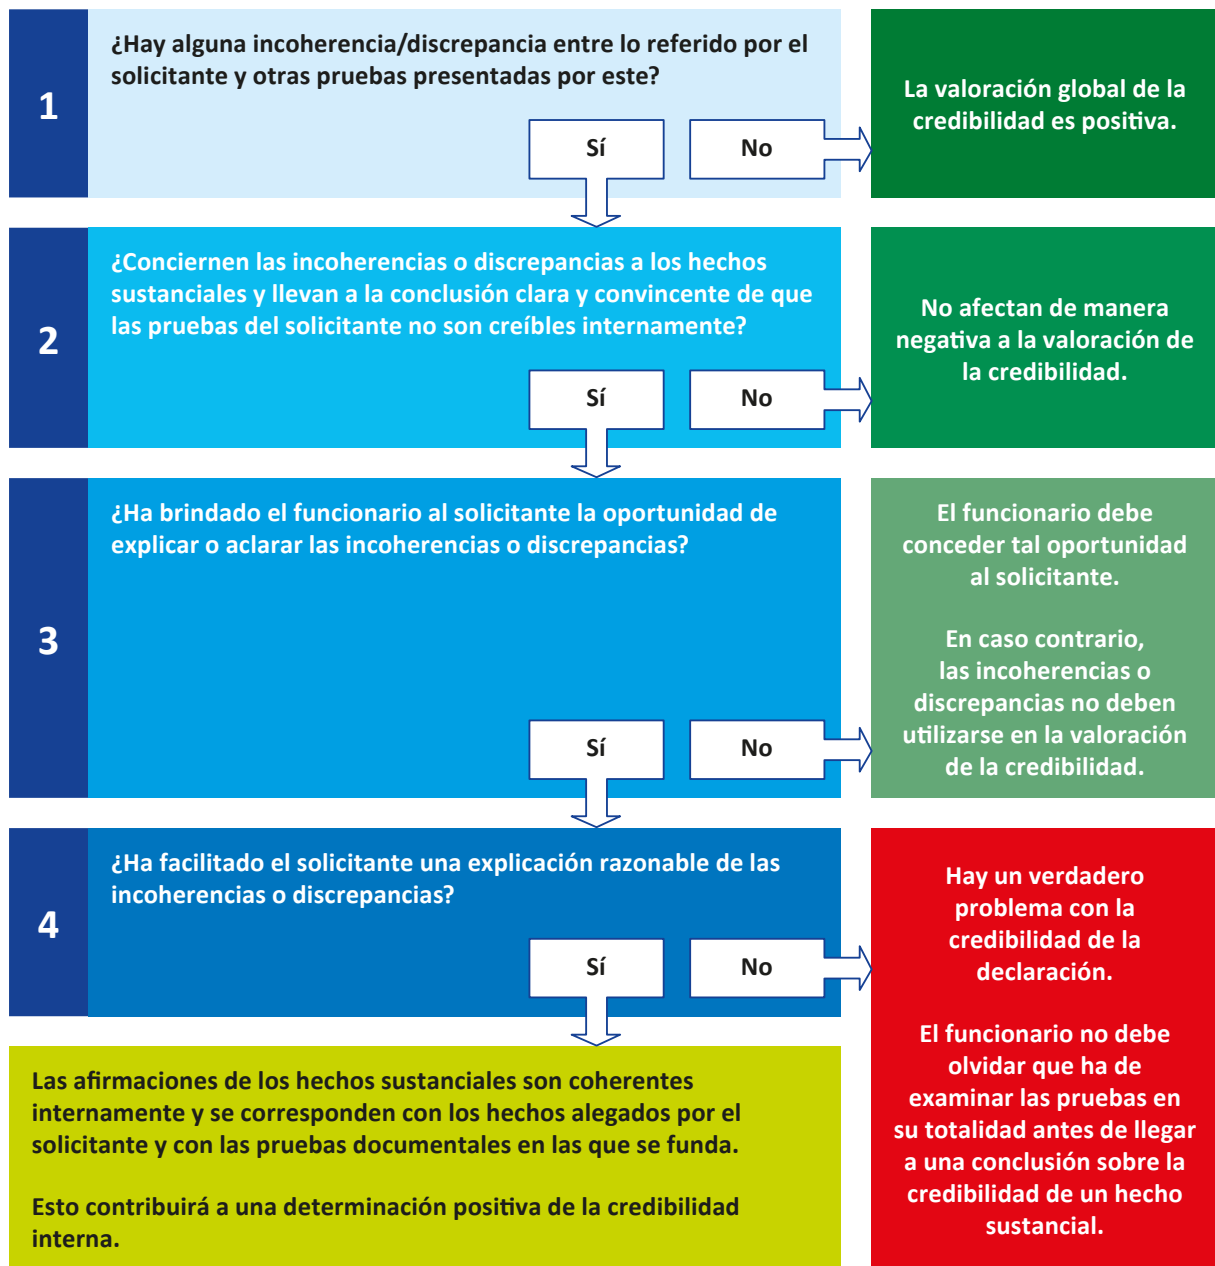 1
¿Hay alguna incoherencia/discrepancia entre lo referido por el
solicitante y otras pruebas presentadas por este?
Sí
No
La valoración global de la
credibilidad es positiva.
2
¿Conciernen las incoherencias o discrepancias a los hechos
sustanciales y llevan a la conclusión clara y convincente de que
las pruebas del solicitante no son creíbles internamente?
Sí
No
No afectan de manera
negativa a la valoración de
la credibilidad.
3
¿Ha brindado el funcionario al solicitante la oportunidad de
explicar o aclarar las incoherencias o discrepancias?
Sí
No
El funcionario debe
conceder tal oportunidad
al solicitante.
En caso contrario,
las incoherencias o
discrepancias no deben
utilizarse en la valoración
de la credibilidad.
4
¿Ha facilitado el solicitante una explicación razonable de las
incoherencias o discrepancias?
Sí
No
Hay un verdadero
problema con la
credibilidad de la
declaración.
El funcionario no debe
olvidar que ha de
examinar las pruebas en
su totalidad antes de llegar
a una conclusión sobre la
credibilidad de un hecho
sustancial.
Las afirmaciones de los hechos sustanciales son coherentes
internamente y se corresponden con los hechos alegados por el
solicitante y con las pruebas documentales en las que se funda.
Esto contribuirá a una determinación positiva de la credibilidad
interna.